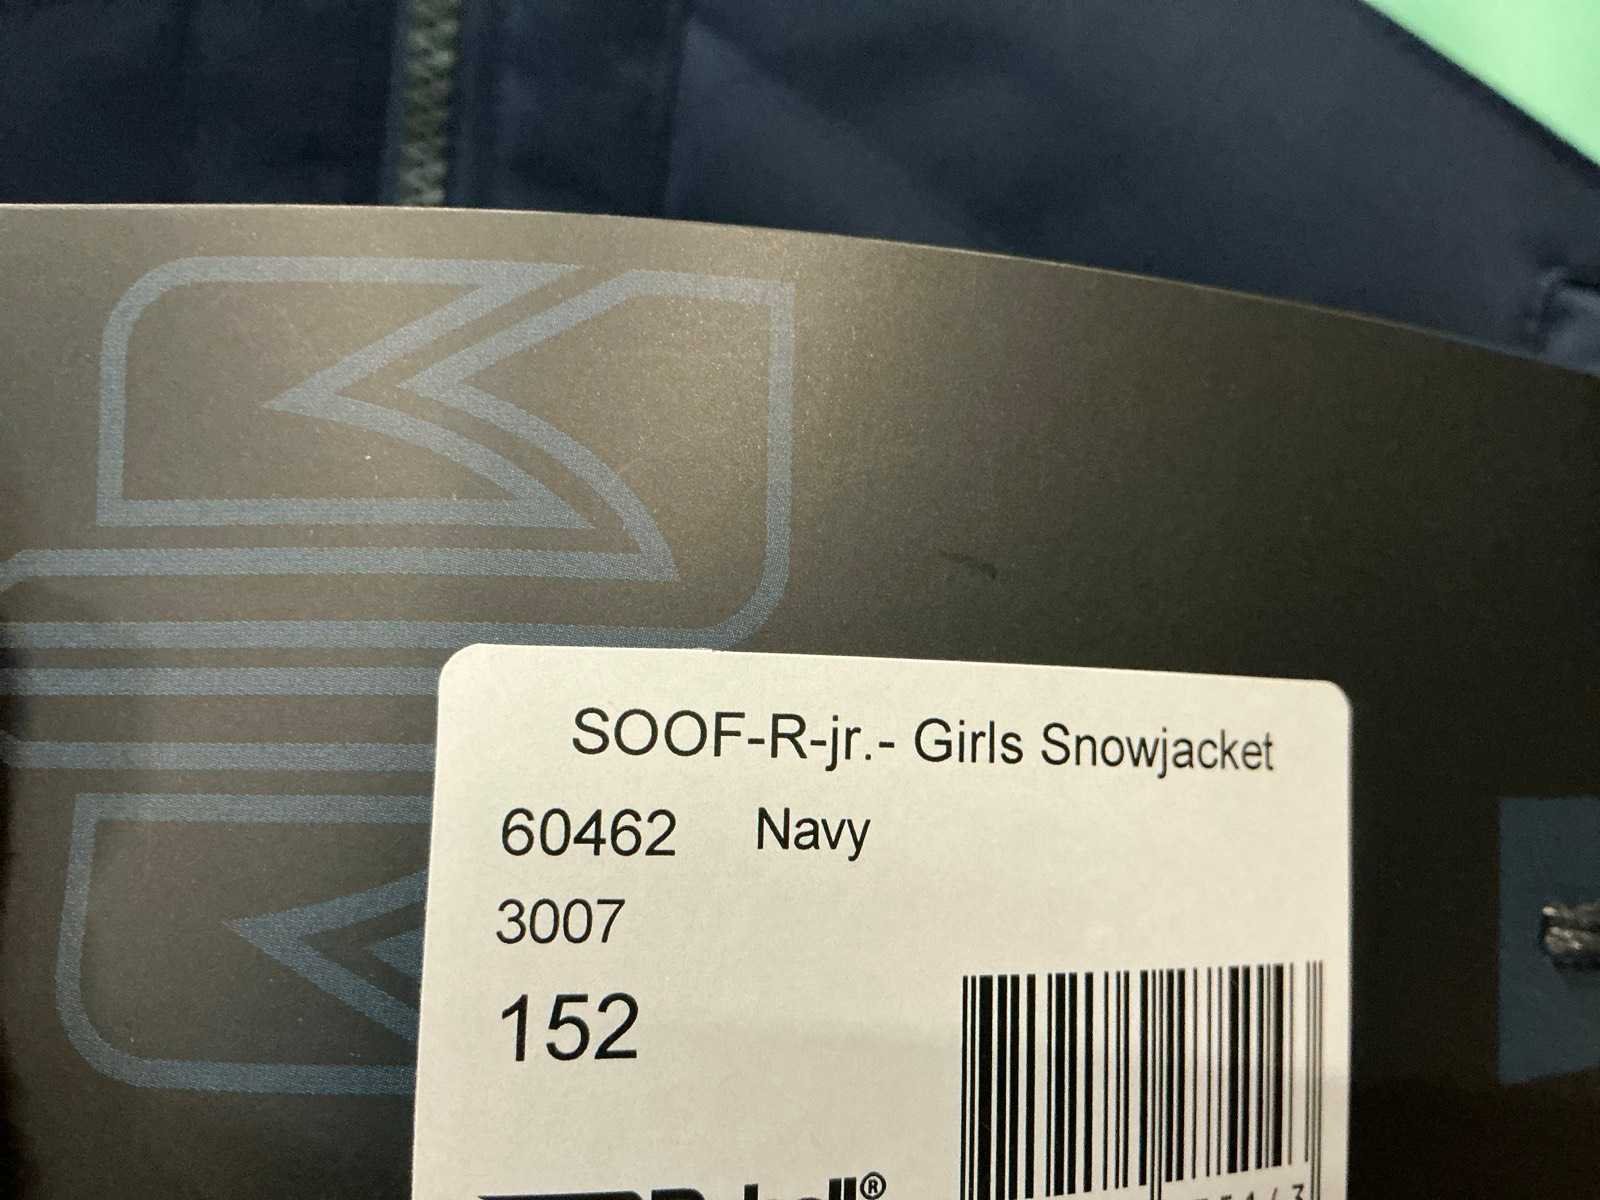 SOOF-R-jr.- Girls Snowjacket
60462 Navy
3007
152